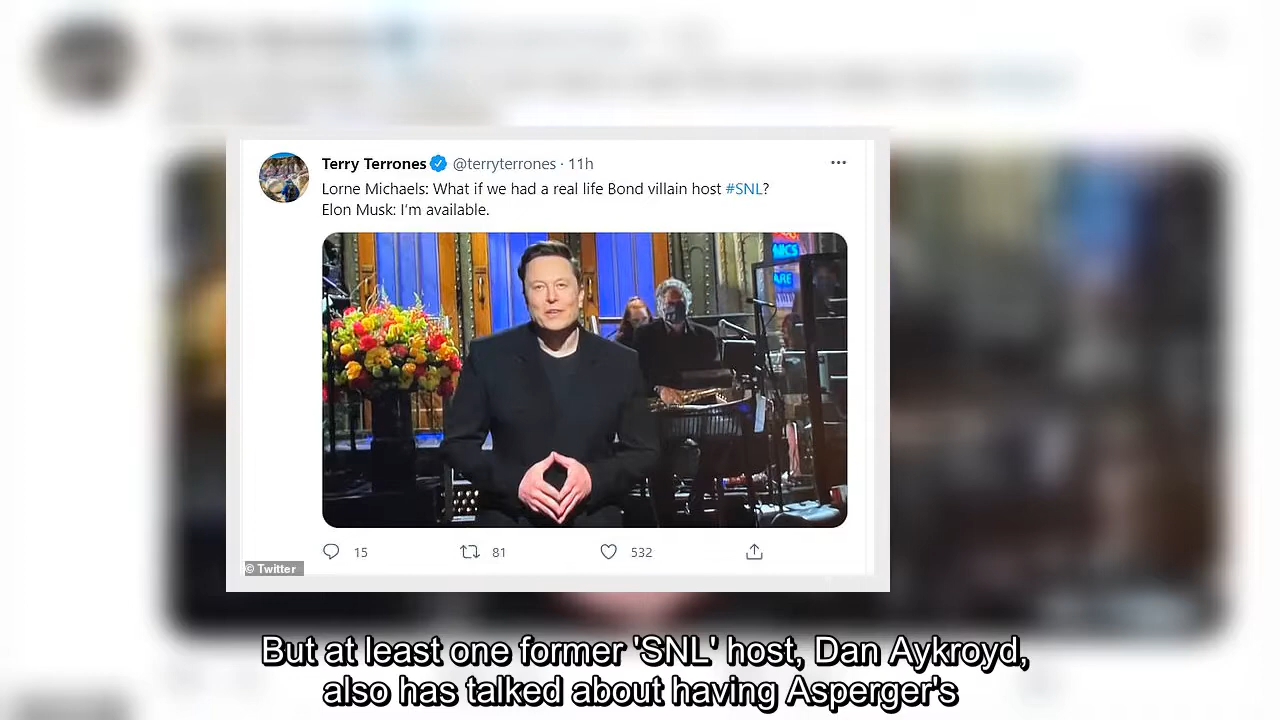 Terry Terrones @terryterrones · 11h
Lorne Michaels: What if we had a real life Bond villain host #SNL?
Elon Musk: I'm available.
MICS
ARE
15 81 532
© Twitter
But at least one former 'SNL' host, Dan Aykroyd,
also has talked about having Asperger's